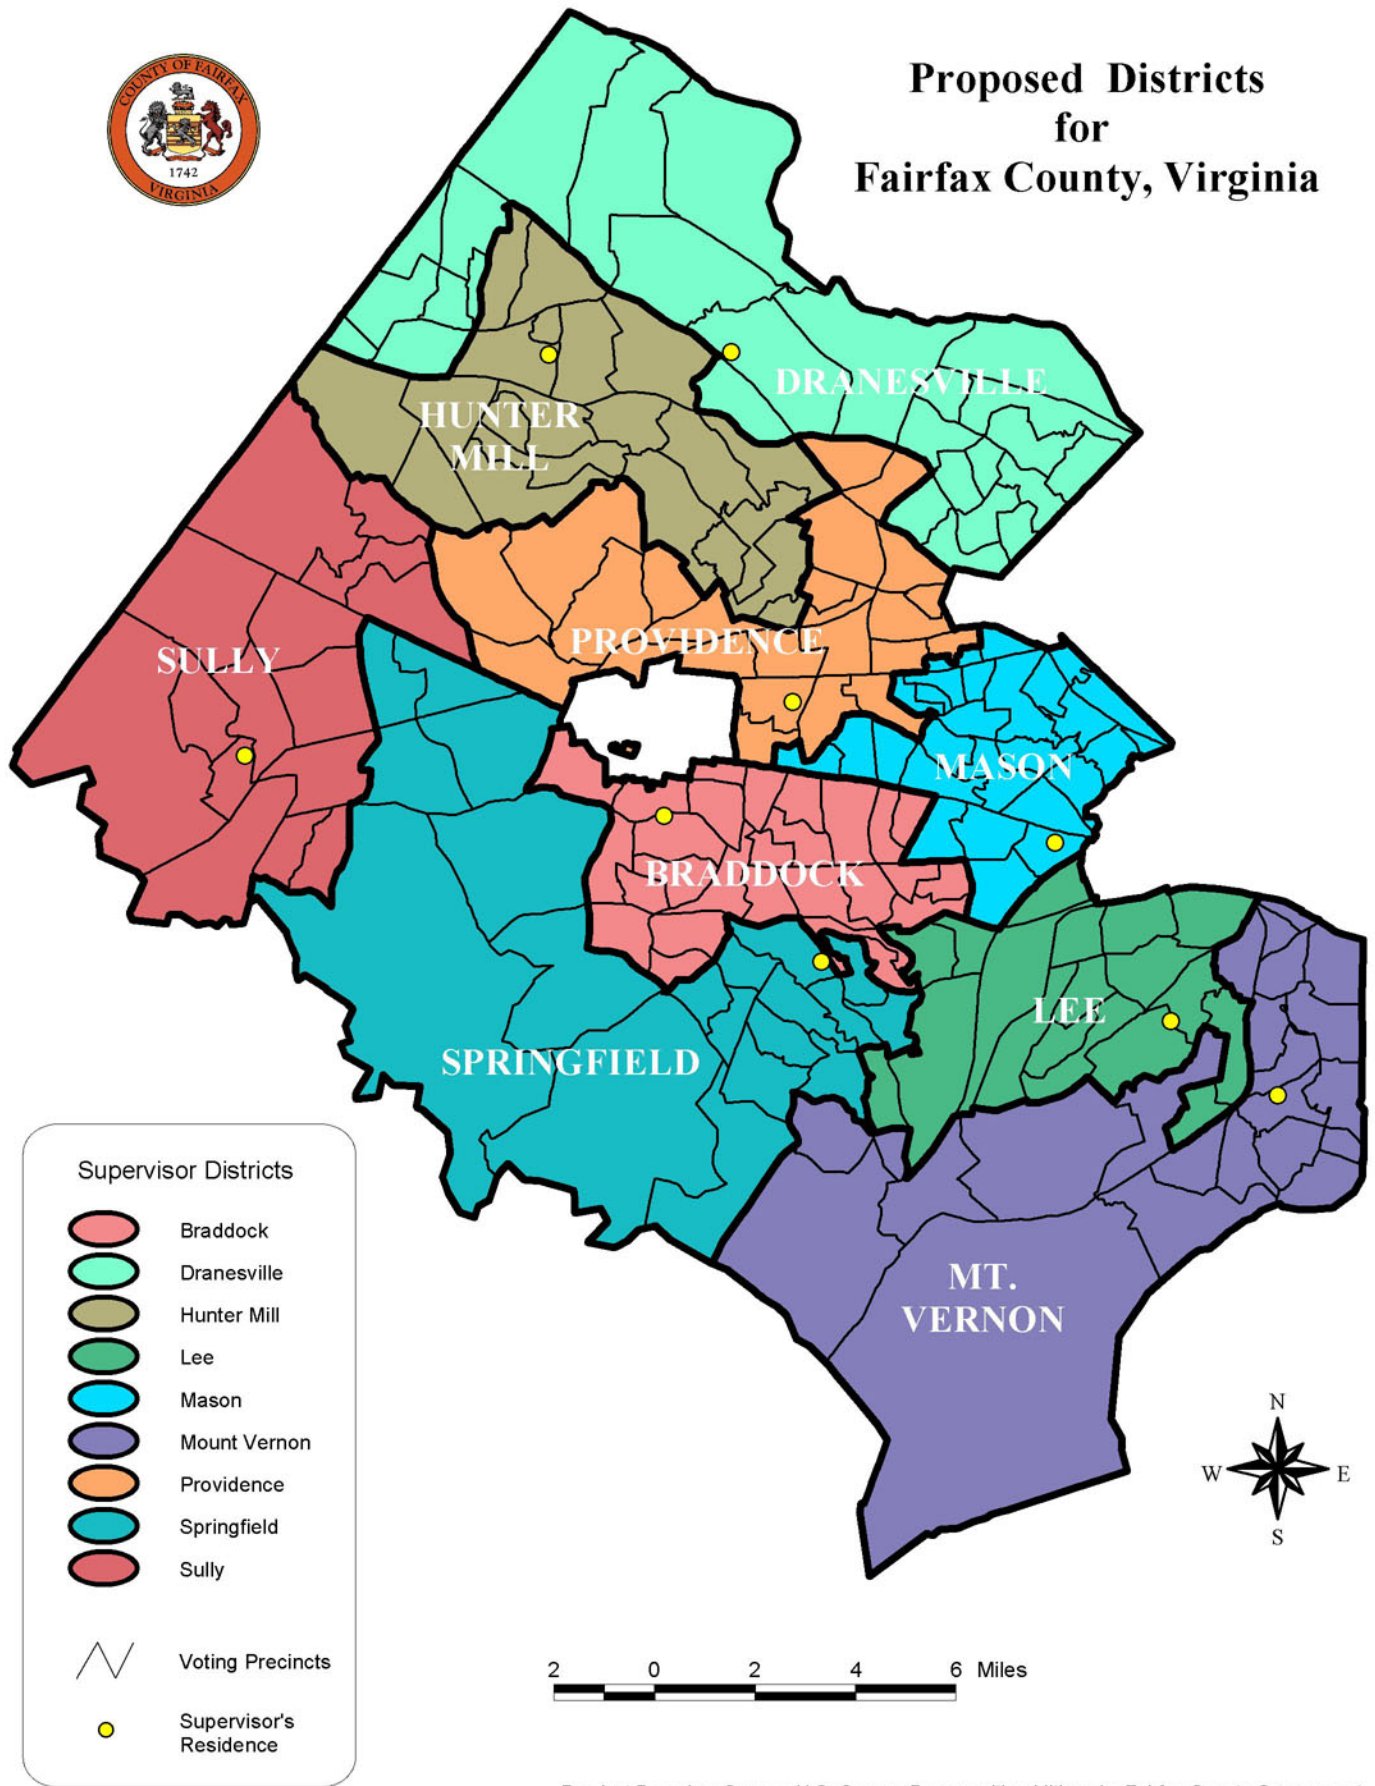 COUNTY OF FAIRFAX
1742
VIRGINIA
Proposed Districts
for
Fairfax County, Virginia
DRANESVILLE
HUNTER
MILL
PROVIDENCE
SULLY
MASON
BRADDOCK
LEE
SPRINGFIELD
MT.
VERNON
Supervisor Districts
Braddock
Dranesville
Hunter Mill
Lee
Mason
Mount Vernon
Providence
Springfield
Sully
Voting Precincts
Supervisor's
Residence
N
W E
S
2 0 2 4 6 Miles